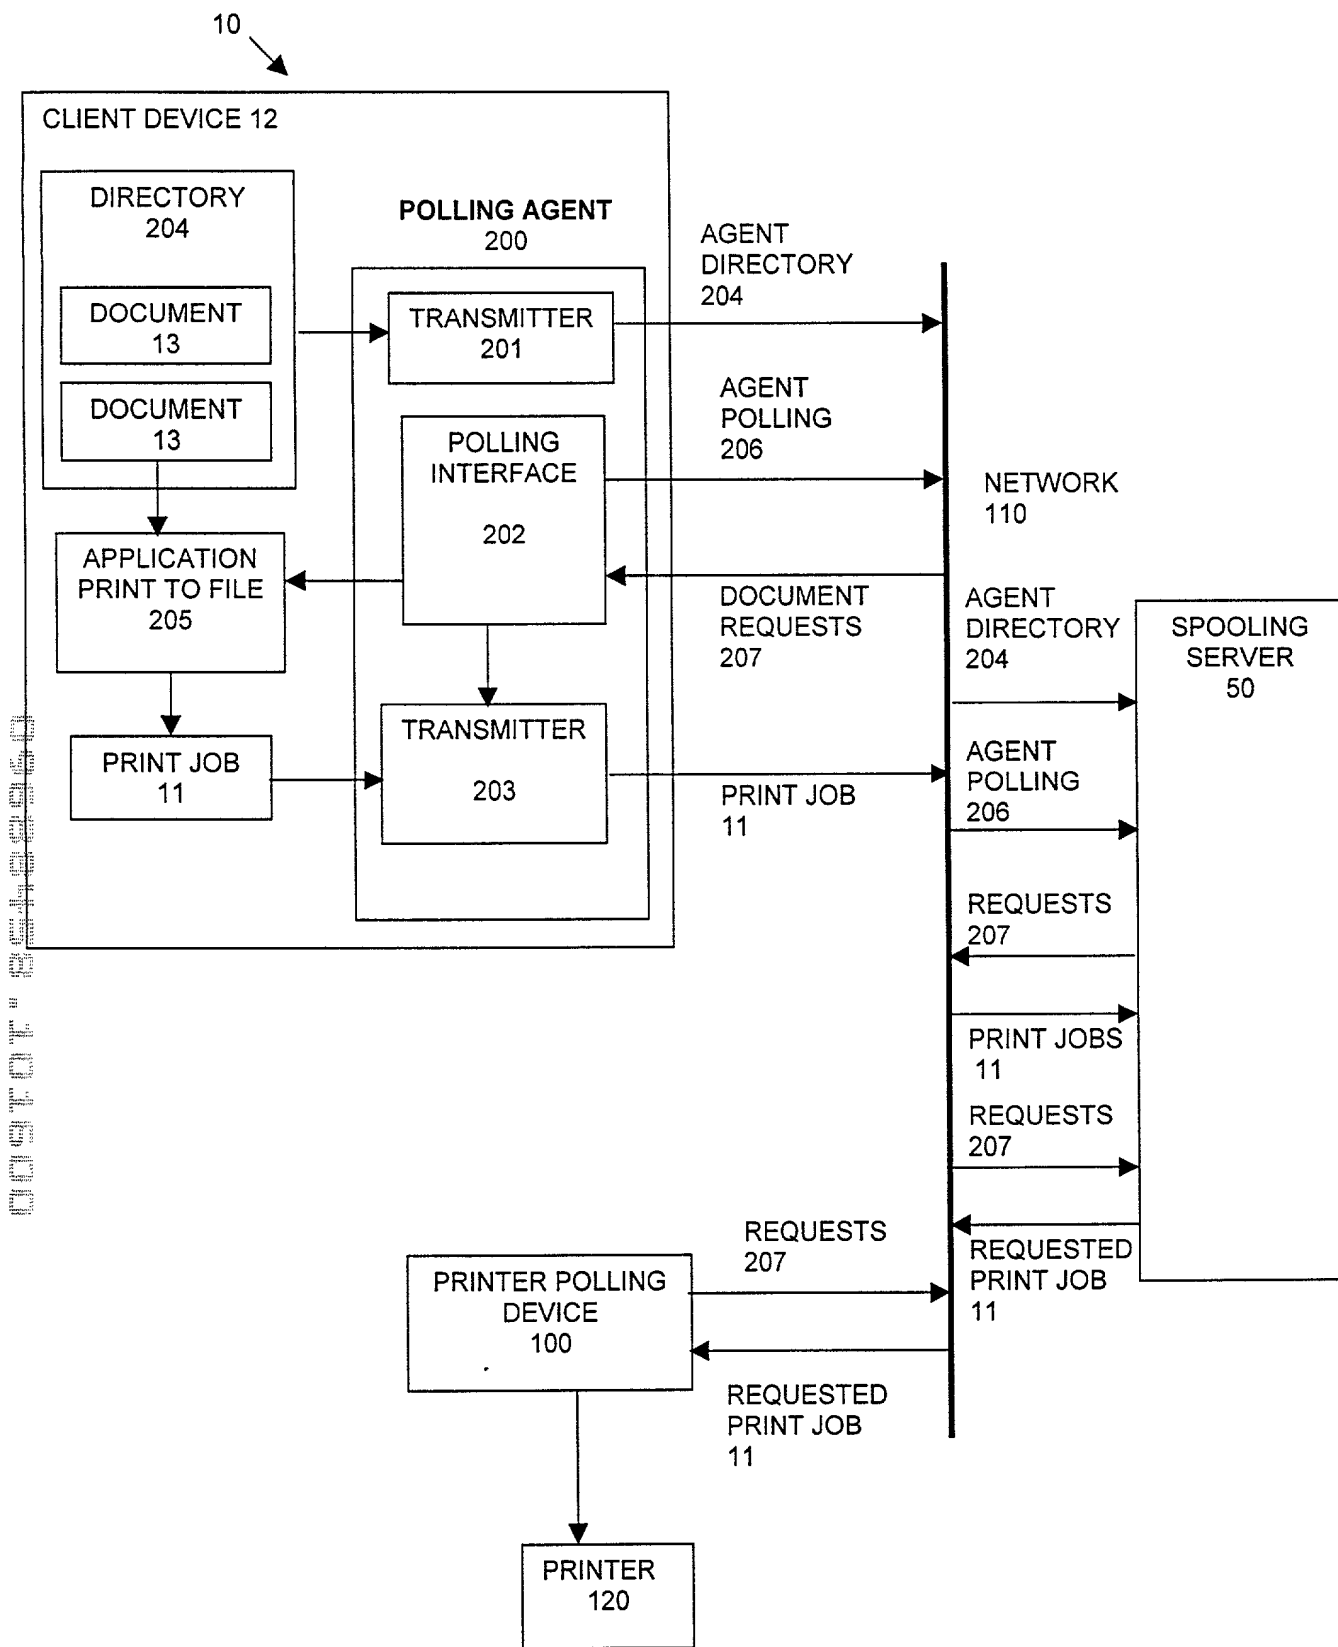 10
CLIENT DEVICE 12
DIRECTORY
204
DOCUMENT
13
DOCUMENT
13
POLLING AGENT
200
TRANSMITTER
201
POLLING
INTERFACE
202
APPLICATION
PRINT TO FILE
205
PRINT JOB
11
TRANSMITTER
203
AGENT
DIRECTORY
204
AGENT
POLLING
206
DOCUMENT
REQUESTS
207
PRINT JOB
11
NETWORK
110
AGENT
DIRECTORY
204
SPOOLING
SERVER
50
AGENT
POLLING
206
REQUESTS
207
PRINT JOBS
11
REQUESTS
207
REQUESTED
PRINT JOB
11
REQUESTS
207
PRINTER POLLING
DEVICE
100
REQUESTED
PRINT JOB
11
PRINTER
120